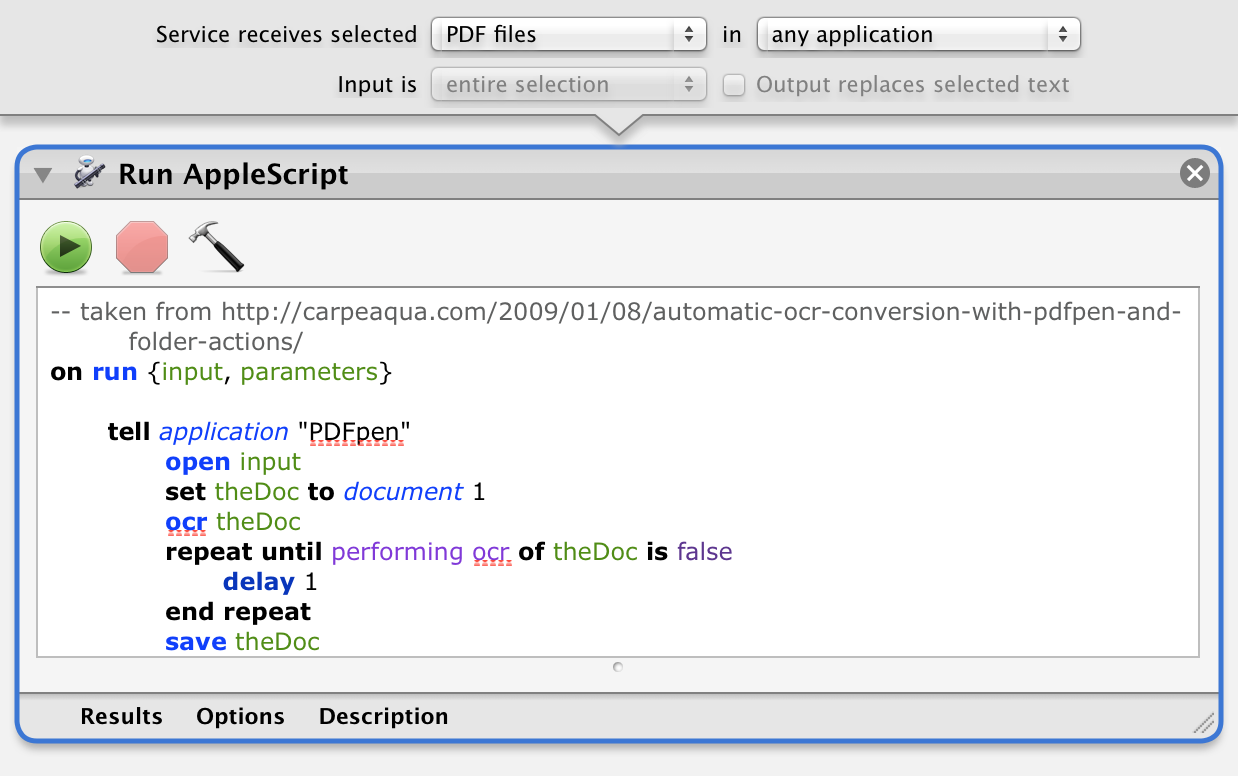 Service receives selected PDF files in any application
Input is entire selection Output replaces selected text
Run AppleScript
-- taken from http://carpeaqua.com/2009/01/08/automatic-ocr-conversion-with-pdfpen-and-
folder-actions/
on run {input, parameters}
tell application "PDFpen"
open input
set theDoc to document 1
ocr theDoc
repeat until performing ocr of theDoc is false
delay 1
end repeat
save theDoc
Results Options Description